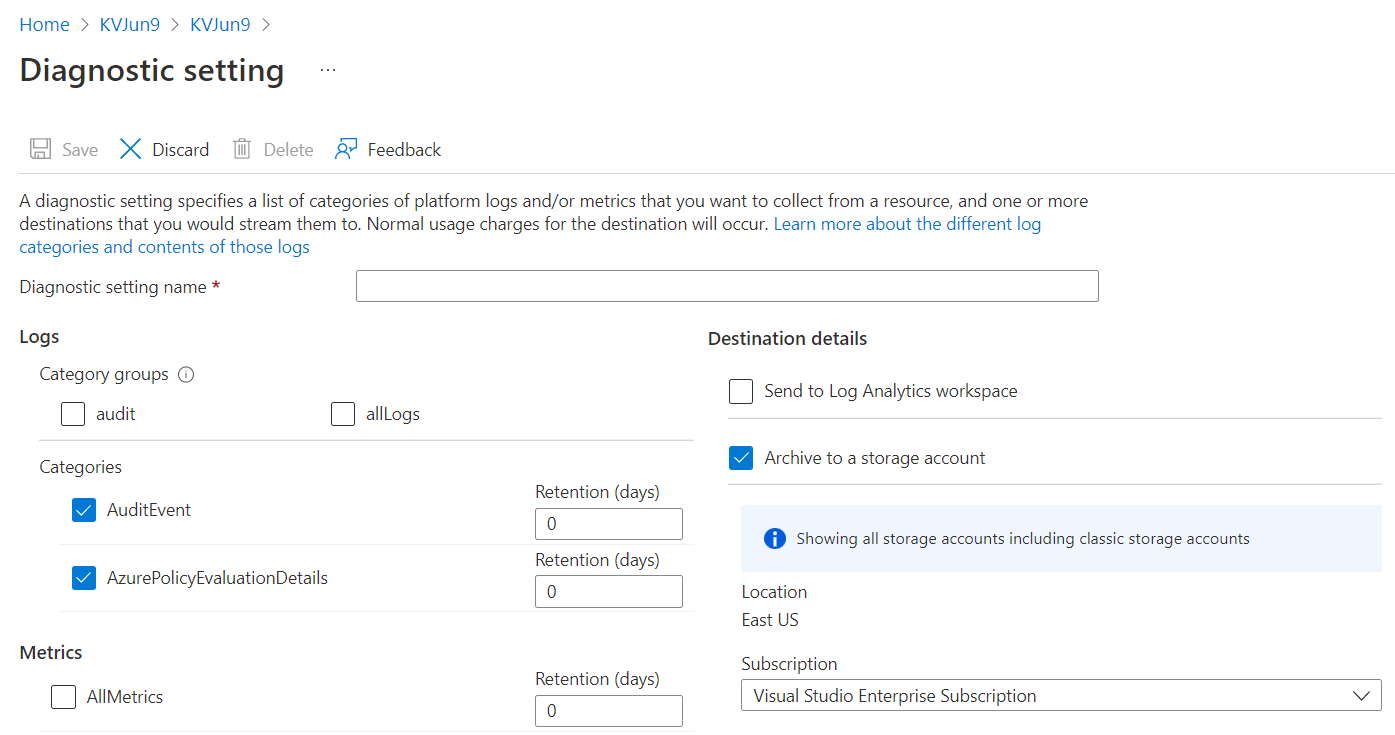 Home > KVJun9 > KVJun9 >
Diagnostic setting ...
Save Discard Delete Feedback
A diagnostic setting specifies a list of categories of platform logs and/or metrics that you want to collect from a resource, and one or more
destinations that you would stream them to. Normal usage charges for the destination will occur. Learn more about the different log
categories and contents of those logs
Diagnostic setting name *
Logs
Category groups
audit allLogs
Categories
Retention (days)
AuditEvent
0
Retention (days)
AzurePolicyEvaluationDetails
0
Metrics
Retention (days)
AllMetrics
0
Destination details
Send to Log Analytics workspace
Archive to a storage account
Showing all storage accounts including classic storage accounts
Location
East US
Subscription
Visual Studio Enterprise Subscription